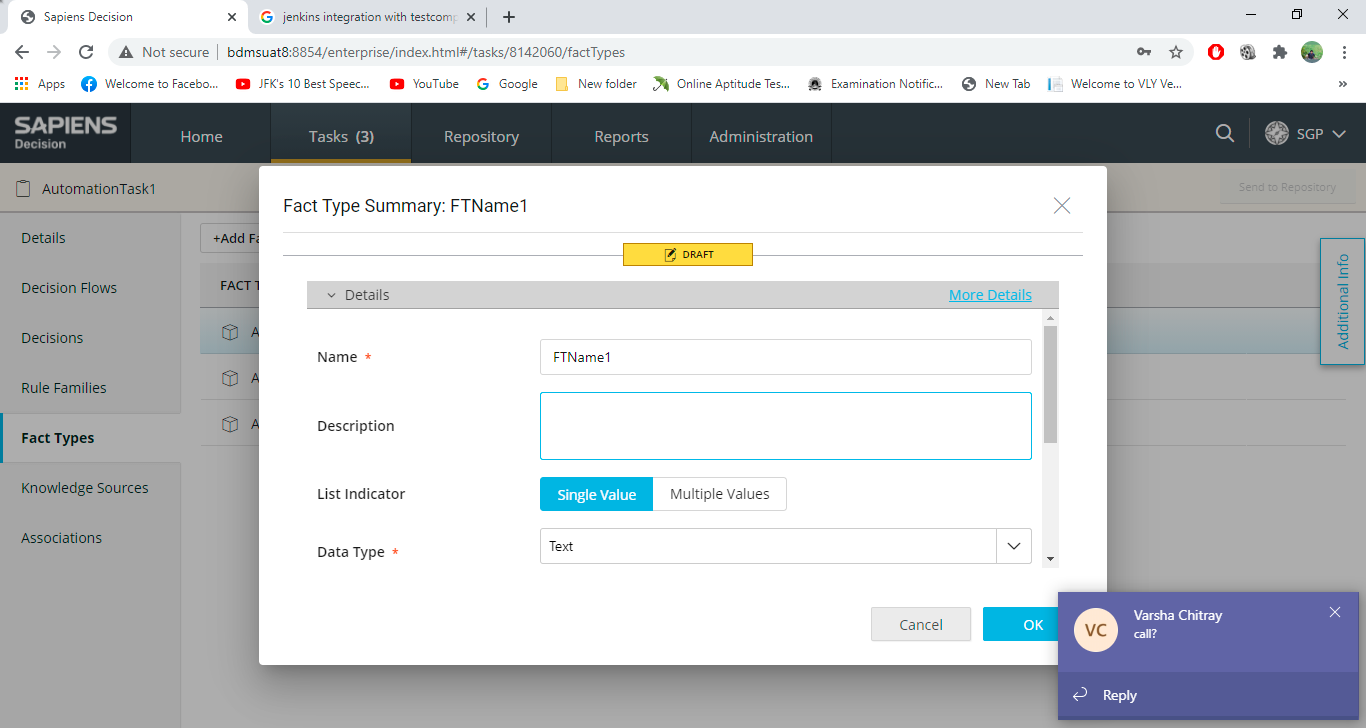 Sapiens Decision
jenkins integration with testcomp
Not secure
bdmsuat8:8854/enterprise/index.html#/tasks/8142060/factTypes
Apps
Welcome to Facebo...
JFK's 10 Best Speec...
YouTube
Google
New folder
Online Aptitude Tes...
Examination Notific...
New Tab
Welcome to VLY Ve...
»
SAPIENS
Decision
Home
Tasks (3)
Repository
Reports
Administration
SGP
AutomationTask1
Send to Repository
Details
Decision Flows
Decisions
Rule Families
Fact Types
Knowledge Sources
Associations
+Add Fa
FACT T
A
A
A
Additional Info
Fact Type Summary: FTName1
DRAFT
Details
More Details
Name *
FTName1
Description
List Indicator
Single Value
Multiple Values
Data Type *
Text
Cancel
OK
VC
Varsha Chitray
call?
Reply